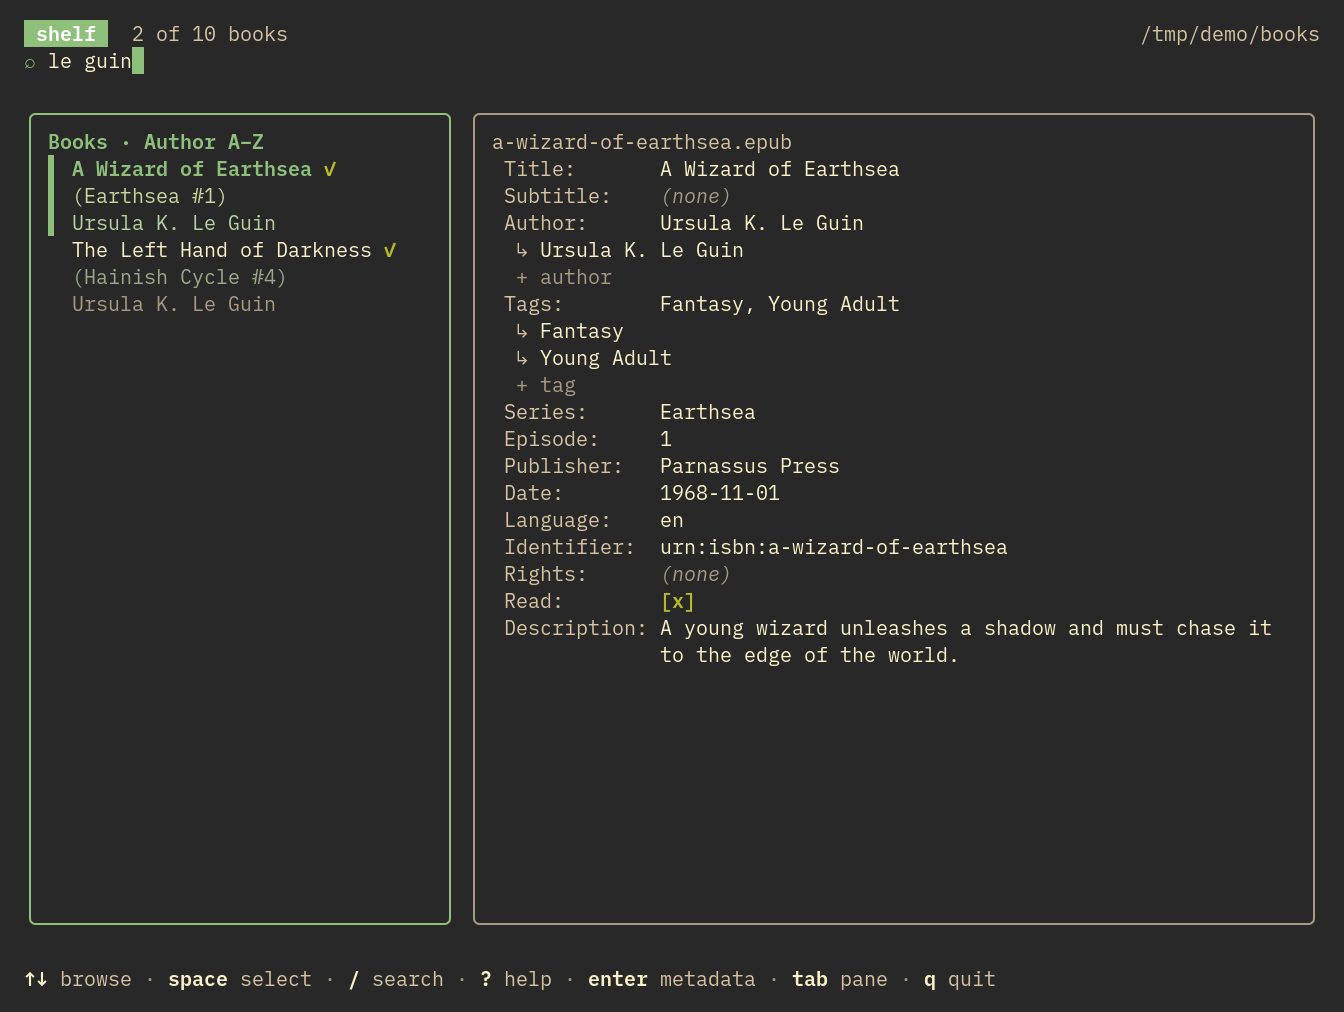 shelf 2 of 10 books /tmp/demo/books
⌕ le guin
Books · Author A–Z
A Wizard of Earthsea ✓
(Earthsea #1)
Ursula K. Le Guin
The Left Hand of Darkness ✓
(Hainish Cycle #4)
Ursula K. Le Guin
a-wizard-of-earthsea.epub
Title: A Wizard of Earthsea
Subtitle: (none)
Author: Ursula K. Le Guin
↳ Ursula K. Le Guin
+ author
Tags: Fantasy, Young Adult
↳ Fantasy
↳ Young Adult
+ tag
Series: Earthsea
Episode: 1
Publisher: Parnassus Press
Date: 1968-11-01
Language: en
Identifier: urn:isbn:a-wizard-of-earthsea
Rights: (none)
Read: [x]
Description: A young wizard unleashes a shadow and must chase it
to the edge of the world.
↑↓ browse · space select · / search · ? help · enter metadata · tab pane · q quit